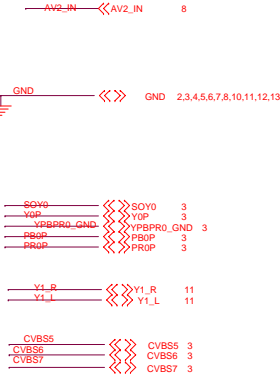 AV2_IN AV2_IN 8
GND GND 2,3,4,5,6,7,8,10,11,12,13
SOY0 SOY0 3
Y0P Y0P 3
YPBPR0_GND YPBPR0_GND 3
PB0P PB0P 3
PR0P PR0P 3
Y1_R Y1_R 11
Y1_L Y1_L 11
CVBS5 CVBS5 3
CVBS6 CVBS6 3
CVBS7 CVBS7 3